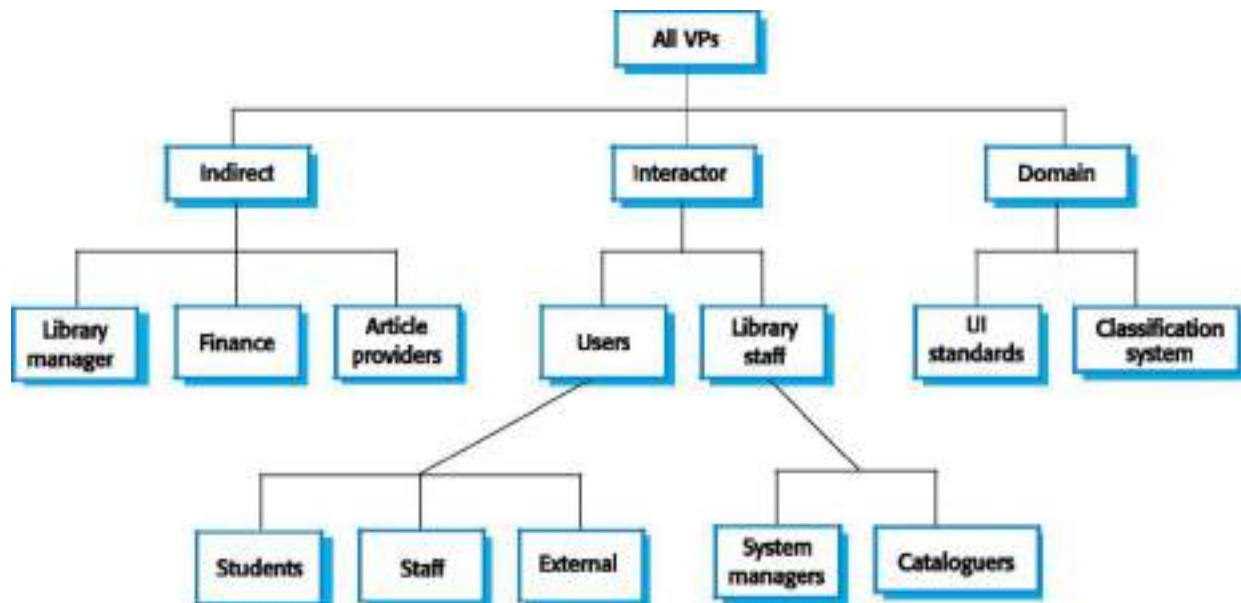 All VPs
Indirect
Interactor
Domain
Library
manager
Finance
Article
providers
Users
Library
staff
UI
standards
Classification
system
Students
Staff
External
System
managers
Cataloguers